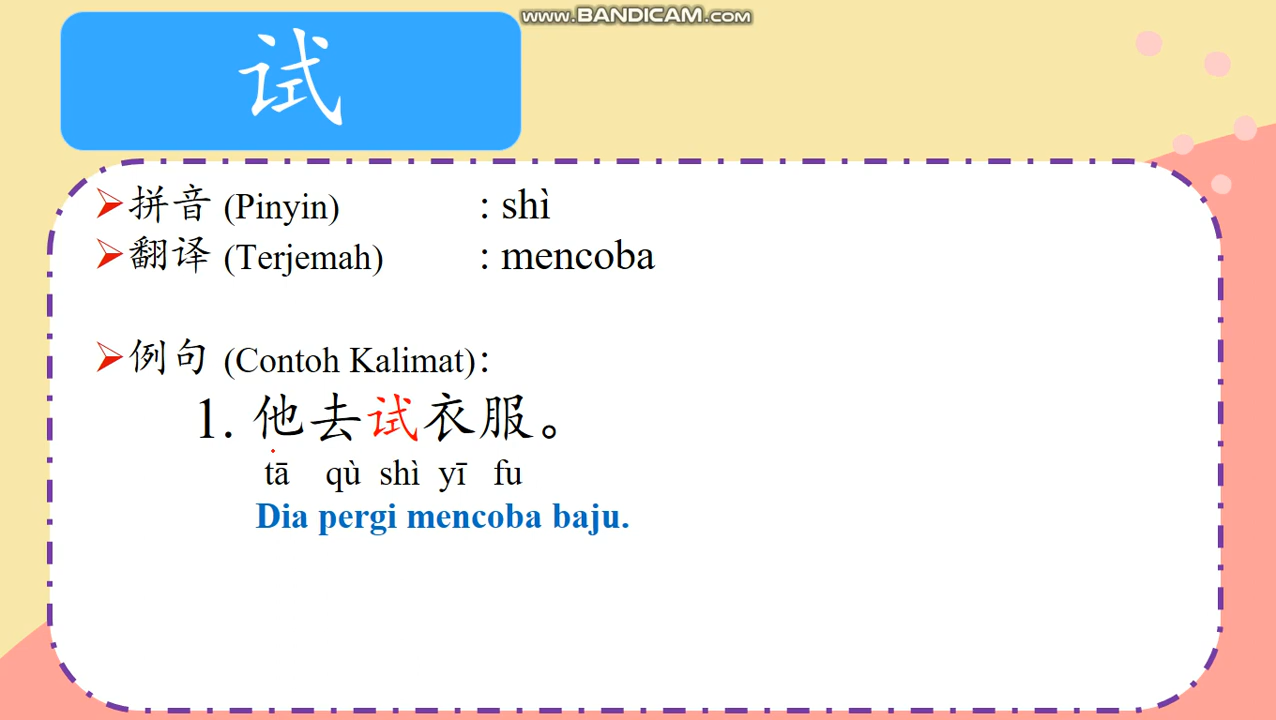 www.BANDICAM.com
试
拼音 (Pinyin) : shì
翻译 (Terjemah) : mencoba
例句 (Contoh Kalimat):
1. 他去试衣服。
tā qù shì yī fu
Dia pergi mencoba baju.